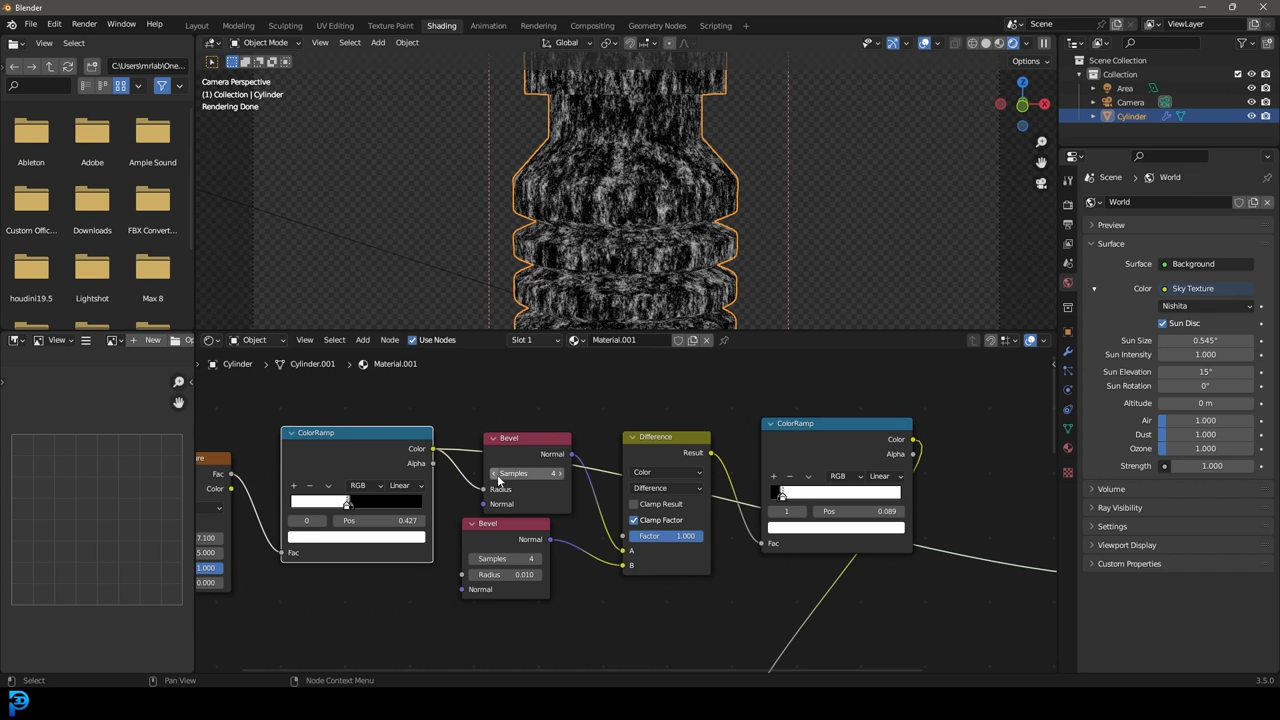 Blender
File Edit Render Window Help Layout Modeling Sculpting UV Editing Texture Paint Shading Animation Rendering Compositing Geometry Nodes Scripting Scene ViewLayer
View Select
C:\Users\mrlab\One...
Ableton Adobe Ample Sound
Custom Offic... Downloads FBX Convert...
houdini19.5 Lightshot Max 8
Object Mode View Select Add Object Global
Options
Camera Perspective
(1) Collection | Cylinder
Rendering Done
Z
X
Scene Collection
Collection
Area
Camera
Cylinder
Scene World
World
Preview
Surface
Surface Background
Color Sky Texture
Nishita
Sun Disc
Sun Size 0.545°
Sun Intensity 1.000
Sun Elevation 15°
Sun Rotation 0°
Altitude 0 m
Air 1.000
Dust 1.000
Ozone 1.000
Strength 1.000
Volume
Ray Visibility
Settings
Viewport Display
Custom Properties
View New Op
Object View Select Add Node Use Nodes Slot 1 Material.001
Cylinder Cylinder.001 Material.001
ure
Fac
Color
7.100
5.000
1.000
0.000
ColorRamp
Color
Alpha
RGB Linear
0 Pos 0.427
Fac
Bevel
Normal
Samples 4
Radius
Normal
Bevel
Normal
Samples 4
Radius 0.010
Normal
Difference
Result
Color
Difference
Clamp Result
Clamp Factor
Factor 1.000
A
B
ColorRamp
Color
Alpha
RGB Linear
1 Pos 0.089
Fac
Select Pan View Node Context Menu 3.5.0